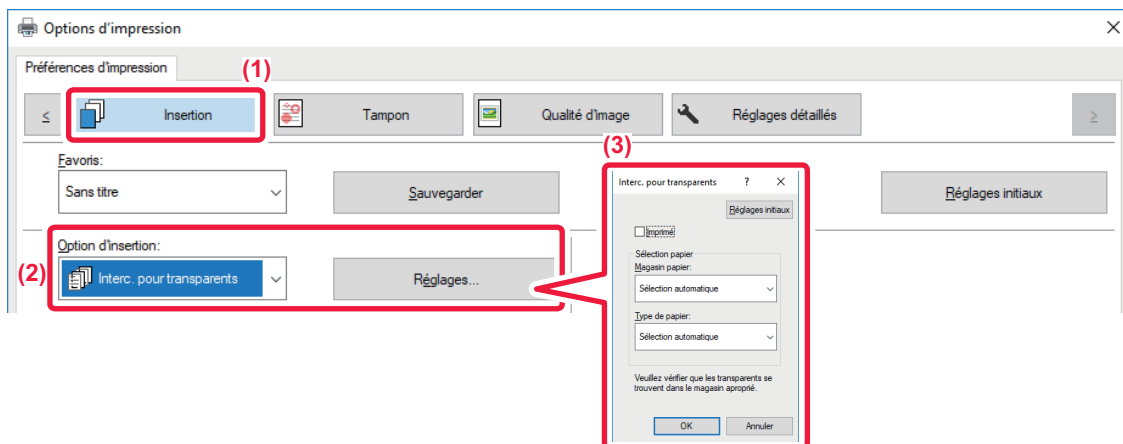 Options d'impression
Préférences d'impression
(1)
<
Insertion
Tampon
Qualité d'image
Réglages détaillés
>
Favoris:
Sans titre
Sauvegarder
Réglages initiaux
(2)
Option d'insertion:
Interc. pour transparents
Réglages...
(3)
Interc. pour transparents ? ×
Réglages initiaux
Imprimé
Sélection papier
Magasin papier:
Sélection automatique
Type de papier:
Sélection automatique
Veuillez vérifier que les transparents se
trouvent dans le magasin aproprié.
OK
Annuler